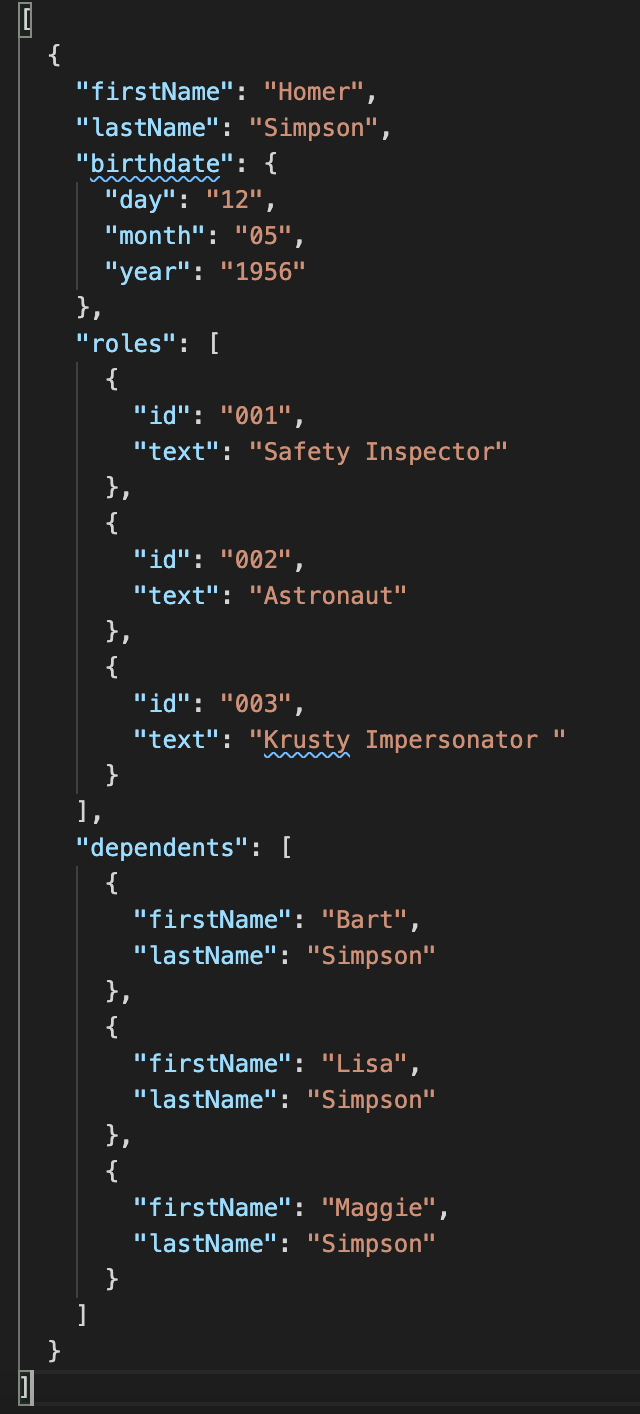 [
  {
    "firstName": "Homer",
    "lastName": "Simpson",
    "birthdate": {
      "day": "12",
      "month": "05",
      "year": "1956"
    },
    "roles": [
      {
        "id": "001",
        "text": "Safety Inspector"
      },
      {
        "id": "002",
        "text": "Astronaut"
      },
      {
        "id": "003",
        "text": "Krusty Impersonator "
      }
    ],
    "dependents": [
      {
        "firstName": "Bart",
        "lastName": "Simpson"
      },
      {
        "firstName": "Lisa",
        "lastName": "Simpson"
      },
      {
        "firstName": "Maggie",
        "lastName": "Simpson"
      }
    ]
  }
]